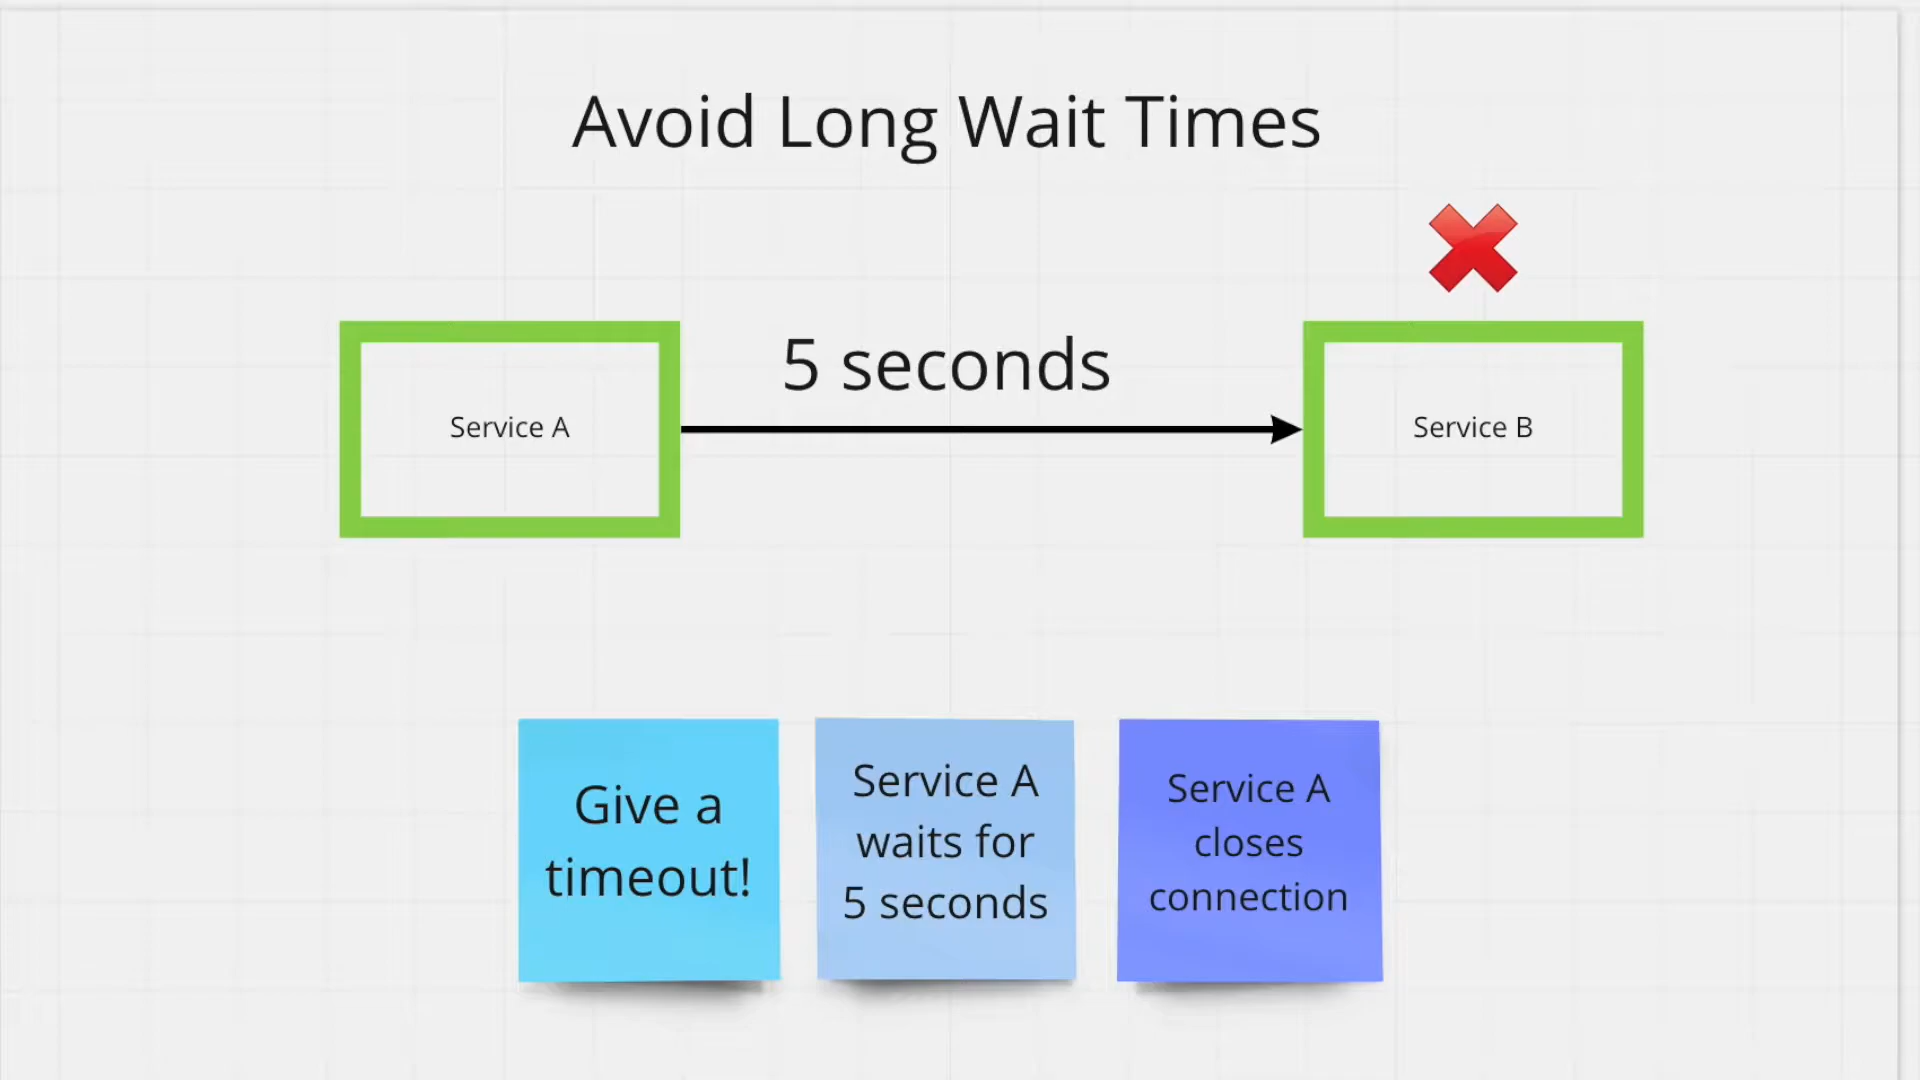 Avoid Long Wait Times
5 seconds
Service A
Service B
Give a
timeout!
Service A
waits for
5 seconds
Service A
closes
connection